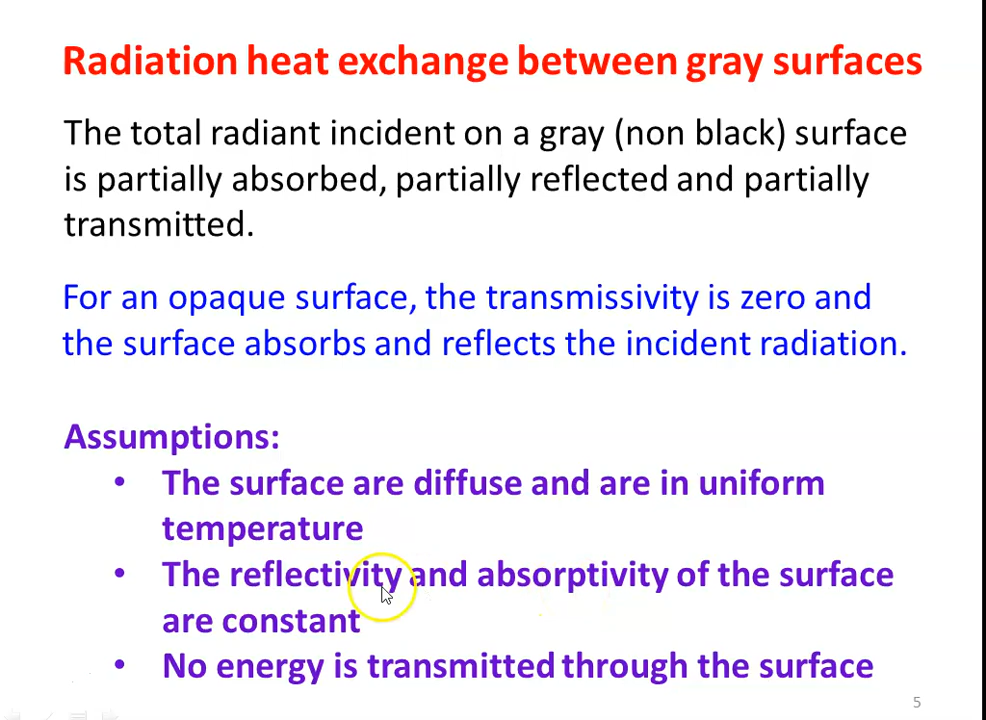 Radiation heat exchange between gray surfaces
The total radiant incident on a gray (non black) surface
is partially absorbed, partially reflected and partially
transmitted.
For an opaque surface, the transmissivity is zero and
the surface absorbs and reflects the incident radiation.
Assumptions:
• The surface are diffuse and are in uniform
temperature
• The reflectivity and absorptivity of the surface
are constant
• No energy is transmitted through the surface
5